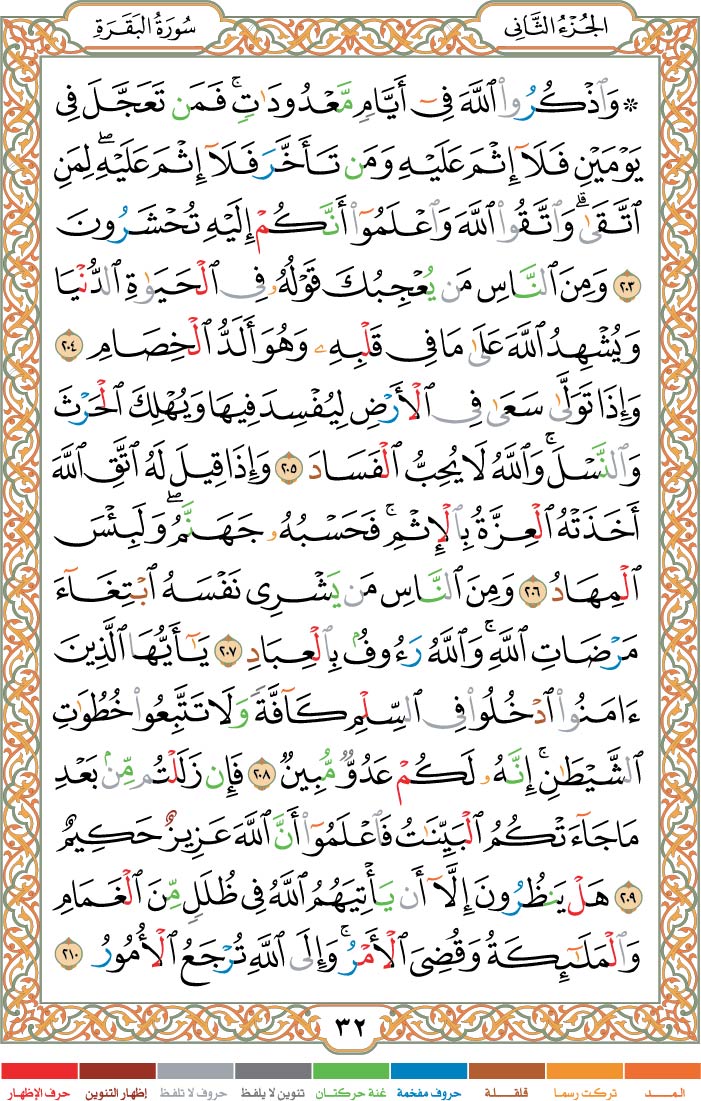 الجُزْءُ الثَّانِى
سُورَةُ البَقَرَةِ
۞ وَٱذْكُرُوا۟ ٱللَّهَ فِىٓ أَيَّامٍ مَّعْدُودَٰتٍ ۚ فَمَن تَعَجَّلَ فِى
يَوْمَيْنِ فَلَآ إِثْمَ عَلَيْهِ وَمَن تَأَخَّرَ فَلَآ إِثْمَ عَلَيْهِ ۖ لِمَنِ
ٱتَّقَىٰ ۗ وَٱتَّقُوا۟ ٱللَّهَ وَٱعْلَمُوٓا۟ أَنَّكُمْ إِلَيْهِ تُحْشَرُونَ
٢٠٣ وَمِنَ ٱلنَّاسِ مَن يُعْجِبُكَ قَوْلُهُۥ فِى ٱلْحَيَوٰةِ ٱلدُّنْيَا
وَيُشْهِدُ ٱللَّهَ عَلَىٰ مَا فِى قَلْبِهِۦ وَهُوَ أَلَدُّ ٱلْخِصَامِ ٢٠٤
وَإِذَا تَوَلَّىٰ سَعَىٰ فِى ٱلْأَرْضِ لِيُفْسِدَ فِيهَا وَيُهْلِكَ ٱلْحَرْثَ
وَٱلنَّسْلَ ۗ وَٱللَّهُ لَا يُحِبُّ ٱلْفَسَادَ ٢٠٥ وَإِذَا قِيلَ لَهُ ٱتَّقِ ٱللَّهَ
أَخَذَتْهُ ٱلْعِزَّةُ بِٱلْإِثْمِ ۚ فَحَسْبُهُۥ جَهَنَّمُ ۖ وَلَبِئْسَ
ٱلْمِهَادُ ٢٠٦ وَمِنَ ٱلنَّاسِ مَن يَشْرِى نَفْسَهُ ٱبْتِغَآءَ
مَرْضَاتِ ٱللَّهِ ۗ وَٱللَّهُ رَءُوفٌۢ بِٱلْعِبَادِ ٢٠٧ يَٰٓأَيُّهَا ٱلَّذِينَ
ءَامَنُوا۟ ٱدْخُلُوا۟ فِى ٱلسِّلْمِ كَآفَّةً وَلَا تَتَّبِعُوا۟ خُطُوَٰتِ
ٱلشَّيْطَٰنِ ۚ إِنَّهُۥ لَكُمْ عَدُوٌّ مُّبِينٌ ٢٠٨ فَإِن زَلَلْتُم مِّنۢ بَعْدِ
مَا جَآءَتْكُمُ ٱلْبَيِّنَٰتُ فَٱعْلَمُوٓا۟ أَنَّ ٱللَّهَ عَزِيزٌ حَكِيمٌ
٢٠٩ هَلْ يَنظُرُونَ إِلَّآ أَن يَأْتِيَهُمُ ٱللَّهُ فِى ظُلَلٍ مِّنَ ٱلْغَمَامِ
وَٱلْمَلَٰٓئِكَةُ وَقُضِىَ ٱلْأَمْرُ ۚ وَإِلَى ٱللَّهِ تُرْجَعُ ٱلْأُمُورُ ٢١٠
٣٢
المـــد تركت رسما قلقـــلة حروف مفخمة غنة حركتان تنوين لا يلفظ حروف لا تلفظ إظهار التنوين حرف الإظهار